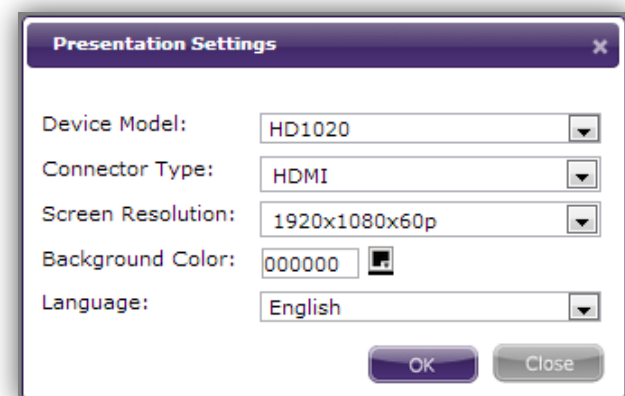 Presentation Settings x
Device Model: HD1020
Connector Type: HDMI
Screen Resolution: 1920x1080x60p
Background Color: 000000
Language: English
OK Close